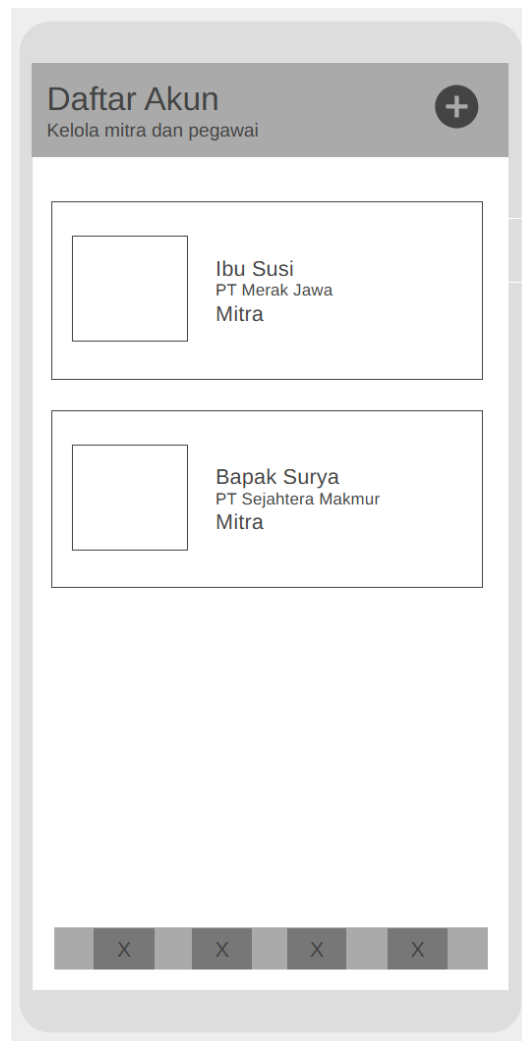 Daftar Akun
Kelola mitra dan pegawai
+
Ibu Susi
PT Merak Jawa
Mitra
Bapak Surya
PT Sejahtera Makmur
Mitra
X X X X